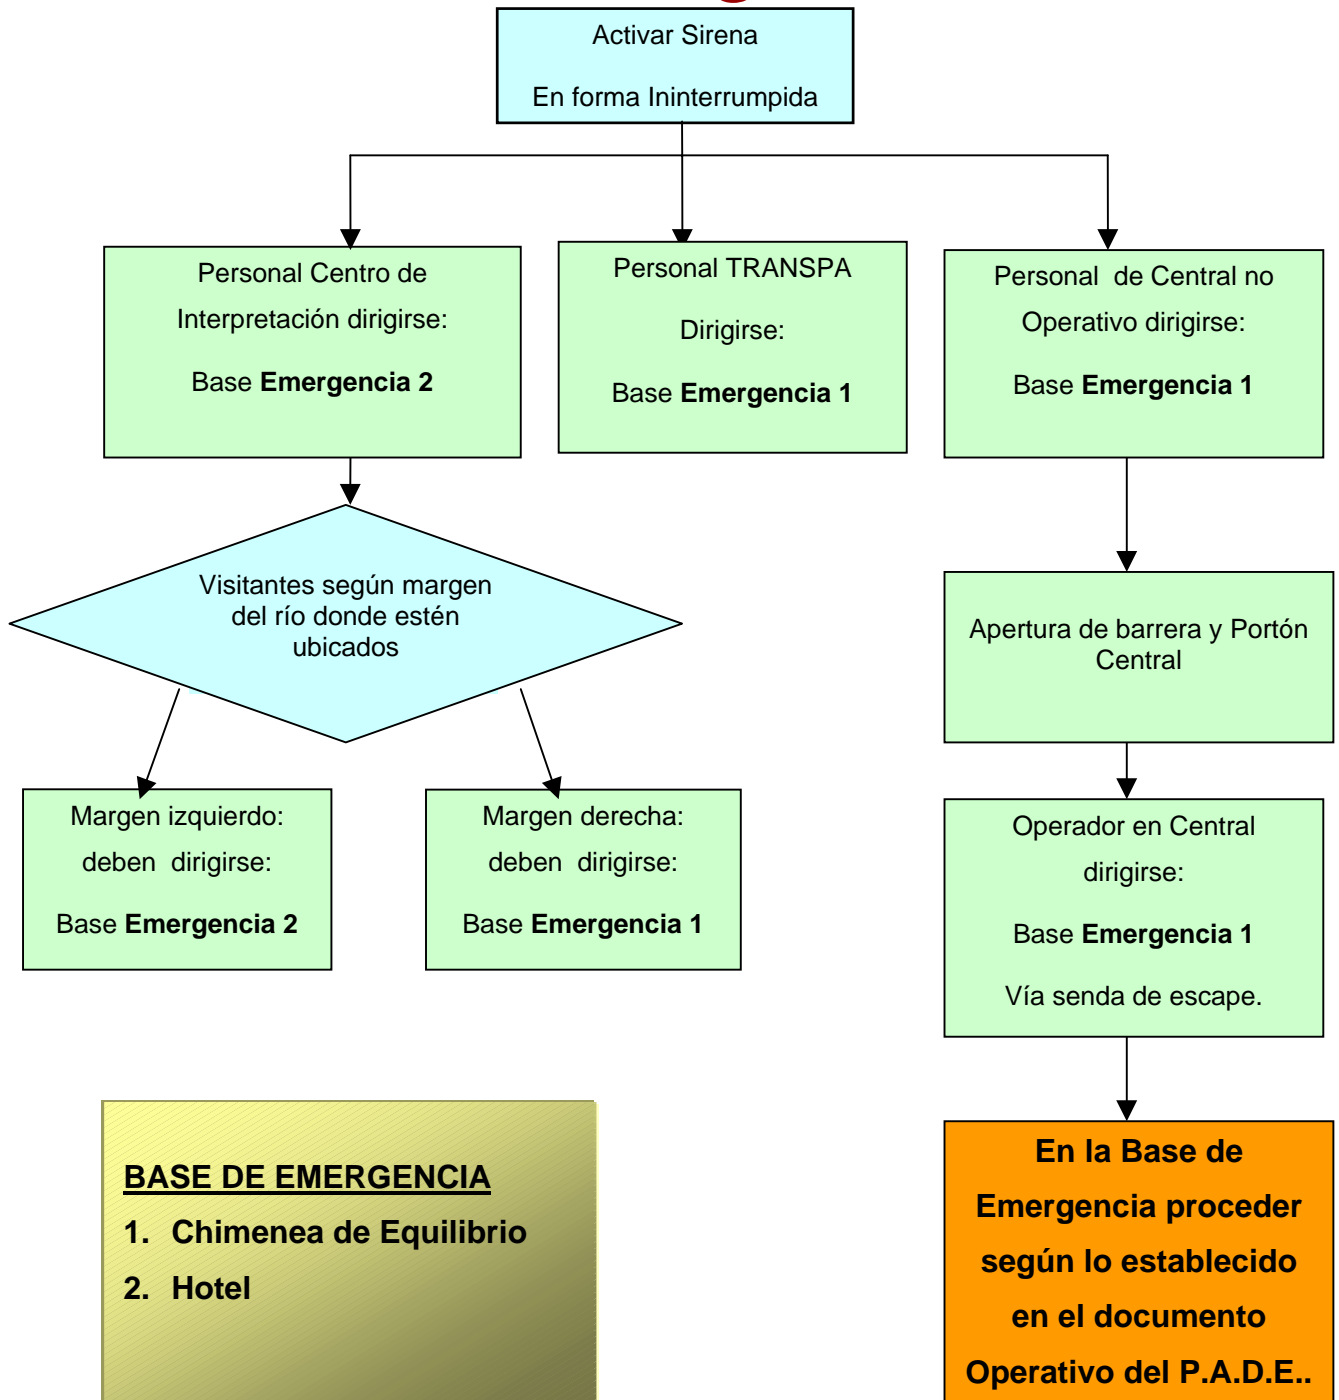 Activar Sirena
En forma Ininterrumpida
Personal Centro de
Interpretación dirigirse:
Base Emergencia 2
Personal TRANSPA
Dirigirse:
Base Emergencia 1
Personal de Central no
Operativo dirigirse:
Base Emergencia 1
Visitantes según margen
del río donde estén
ubicados
Apertura de barrera y Portón
Central
Margen izquierdo:
deben dirigirse:
Base Emergencia 2
Margen derecha:
deben dirigirse:
Base Emergencia 1
Operador en Central
dirigirse:
Base Emergencia 1
Vía senda de escape.
BASE DE EMERGENCIA
1. Chimenea de Equilibrio
2. Hotel
En la Base de
Emergencia proceder
según lo establecido
en el documento
Operativo del P.A.D.E..